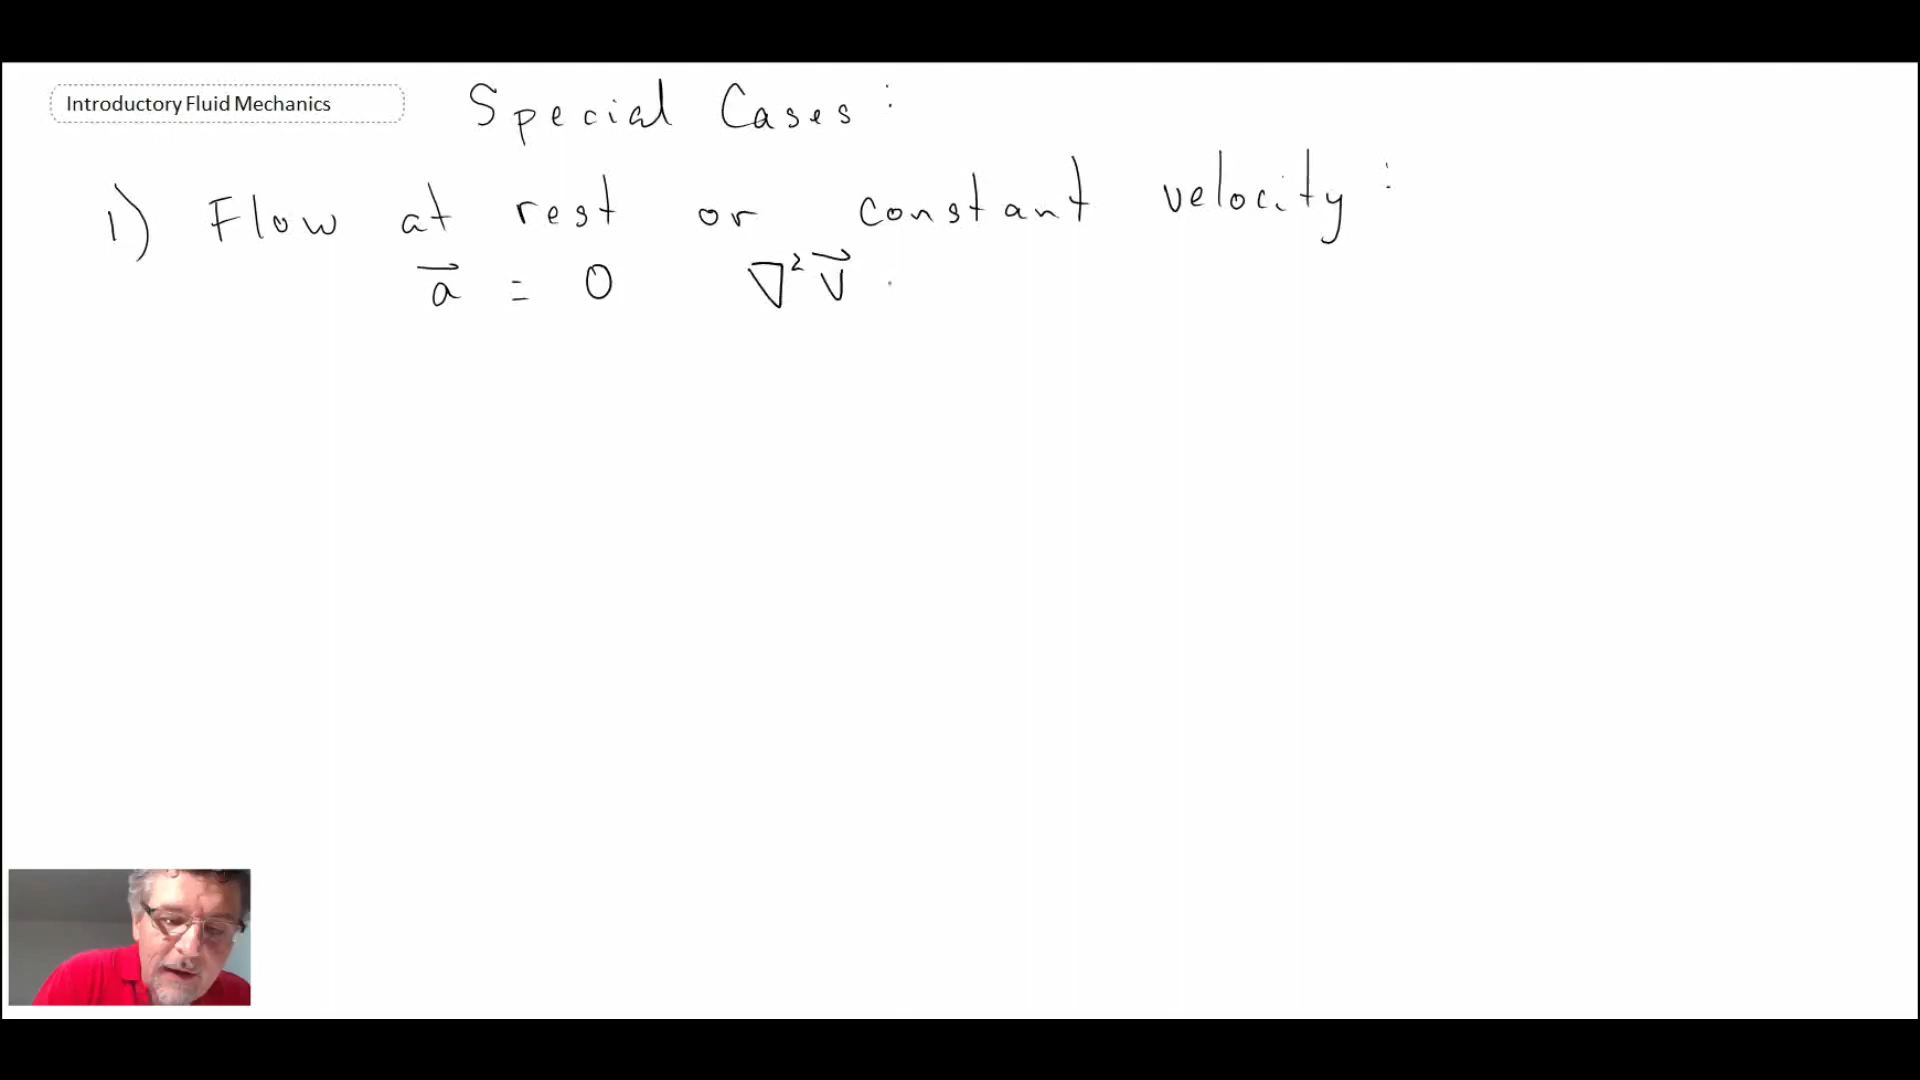 Introductory Fluid Mechanics
Special Cases:
1) Flow at rest or constant velocity:
a⃗ = 0 ∇²V⃗